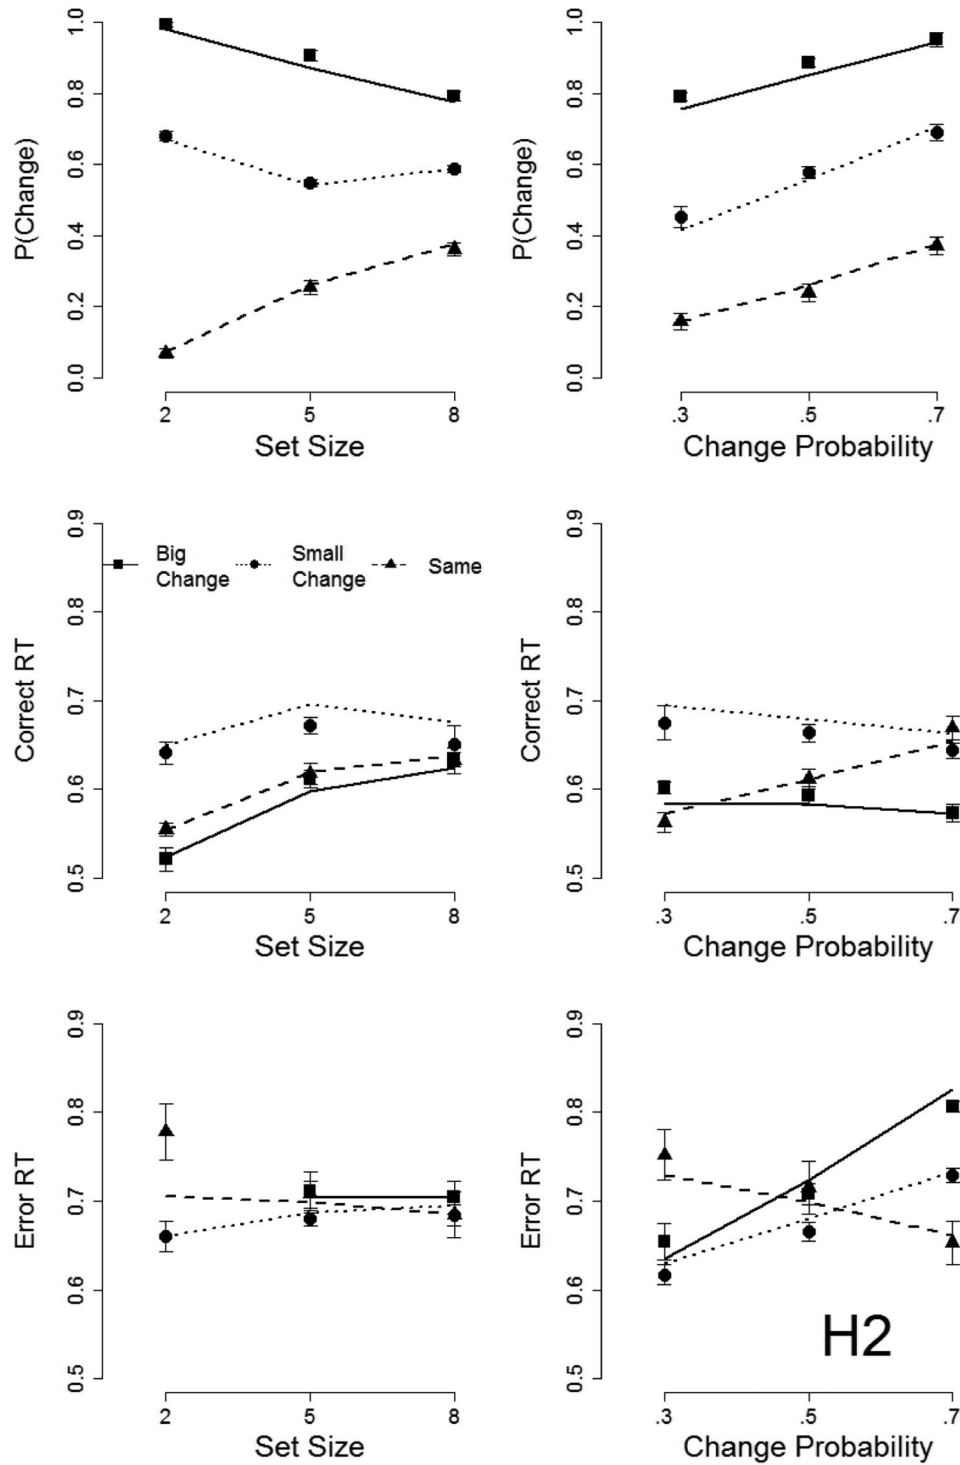 P(Change)
0.0 0.2 0.4 0.6 0.8 1.0
2 5 8
Set Size
P(Change)
0.0 0.2 0.4 0.6 0.8 1.0
.3 .5 .7
Change Probability
Correct RT
0.5 0.6 0.7 0.8 0.9
Big
Change
Small
Change
Same
2 5 8
Set Size
Correct RT
0.5 0.6 0.7 0.8 0.9
.3 .5 .7
Change Probability
Error RT
0.5 0.6 0.7 0.8 0.9
2 5 8
Set Size
Error RT
0.5 0.6 0.7 0.8 0.9
H2
.3 .5 .7
Change Probability